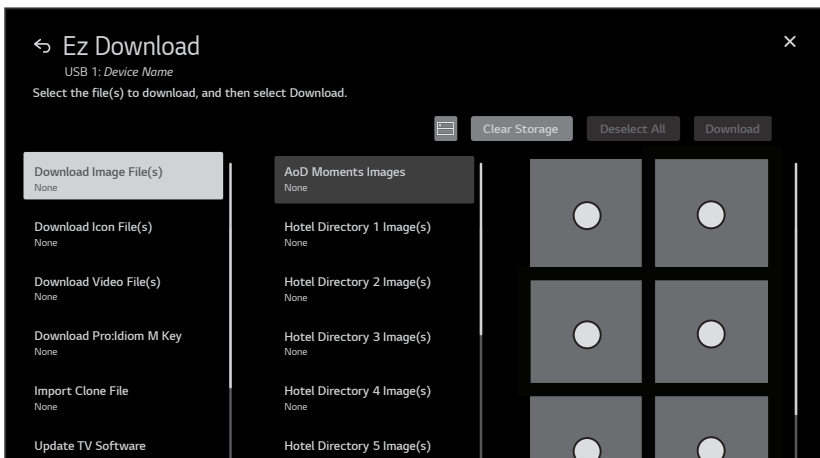 Ez Download
USB 1: Device Name
Select the file(s) to download, and then select Download.
Clear Storage
Deselect All
Download
Download Image File(s)
None
Download Icon File(s)
None
Download Video File(s)
None
Download Pro:Idiom M Key
None
Import Clone File
None
Update TV Software
AoD Moments Images
None
Hotel Directory 1 Image(s)
None
Hotel Directory 2 Image(s)
None
Hotel Directory 3 Image(s)
None
Hotel Directory 4 Image(s)
None
Hotel Directory 5 Image(s)